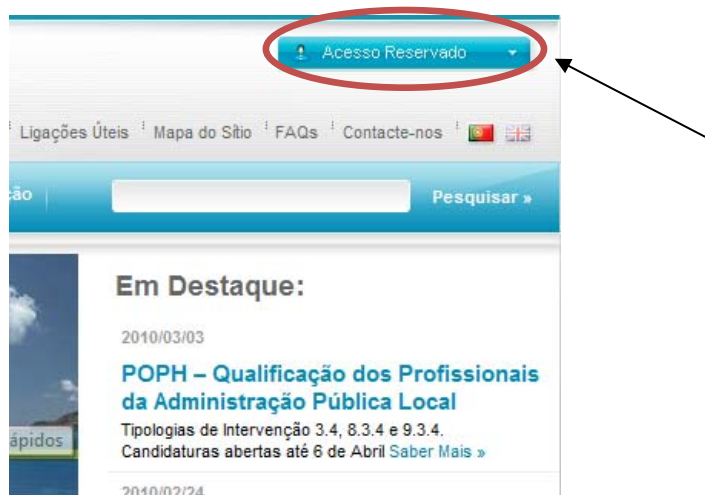 Acesso Reservado
Ligações Úteis Mapa do Sítio FAQs Contacte-nos
ção Pesquisar »
Em Destaque:
2010/03/03
POPH – Qualificação dos Profissionais
da Administração Pública Local
Tipologias de Intervenção 3.4, 8.3.4 e 9.3.4.
ápidos
Candidaturas abertas até 6 de Abril Saber Mais »
2010/02/24